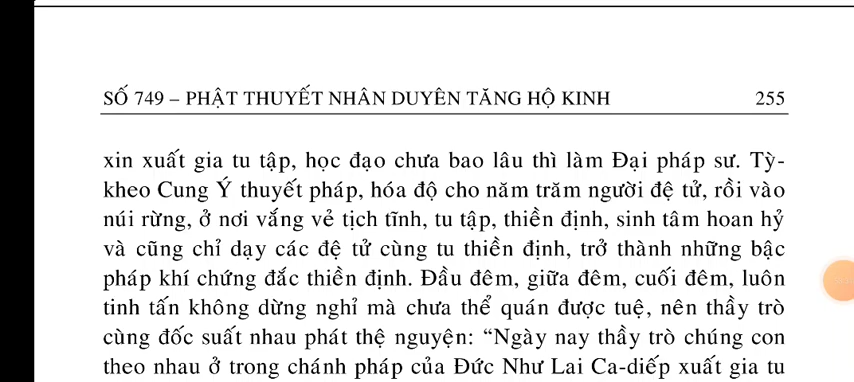 SỐ 749 – PHẬT THUYẾT NHÂN DUYÊN TĂNG HỘ KINH 255
xin xuất gia tu tập, học đạo chưa bao lâu thì làm Đại pháp sư. Tỳ-
kheo Cung Ý thuyết pháp, hóa độ cho năm trăm người đệ tử, rồi vào
núi rừng, ở nơi vắng vẻ tịch tĩnh, tu tập, thiền định, sinh tâm hoan hỷ
và cũng chỉ dạy các đệ tử cùng tu thiền định, trở thành những bậc
pháp khí chứng đắc thiền định. Đầu đêm, giữa đêm, cuối đêm, luôn
tinh tấn không dừng nghỉ mà chưa thể quán được tuệ, nên thầy trò
cùng đốc suất nhau phát thệ nguyện: “Ngày nay thầy trò chúng con
theo nhau ở trong chánh pháp của Đức Như Lai Ca-diếp xuất gia tu